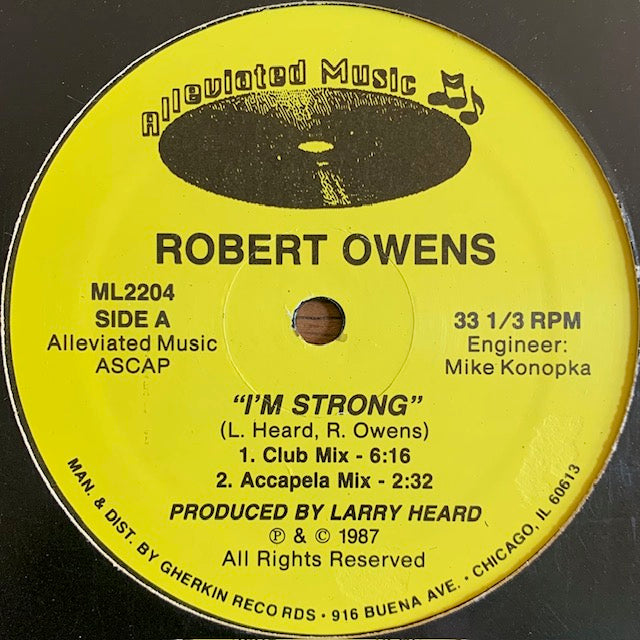 Alleviated Music
ROBERT OWENS
ML2204
SIDE A
Alleviated Music
ASCAP
33 1/3 RPM
Engineer:
Mike Konopka
"I'M STRONG"
(L. Heard, R. Owens)
1. Club Mix - 6:16
2. Accapela Mix - 2:32
PRODUCED BY LARRY HEARD
℗ & © 1987
All Rights Reserved
MAN. & DIST. BY GHERKIN RECORDS • 916 BUENA AVE. • CHICAGO, IL 60613